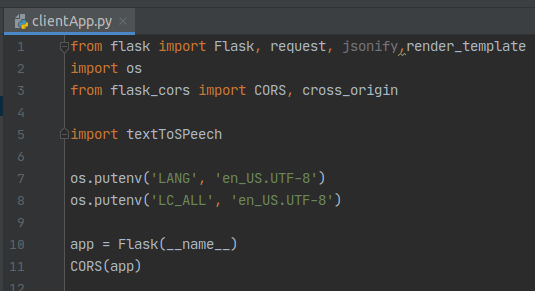 clientApp.py
1 from flask import Flask, request, jsonify,render_template
2 import os
3 from flask_cors import CORS, cross_origin
4
5 import textToSPeech
6
7 os.putenv('LANG', 'en_US.UTF-8')
8 os.putenv('LC_ALL', 'en_US.UTF-8')
9
10 app = Flask(__name__)
11 CORS(app)
12